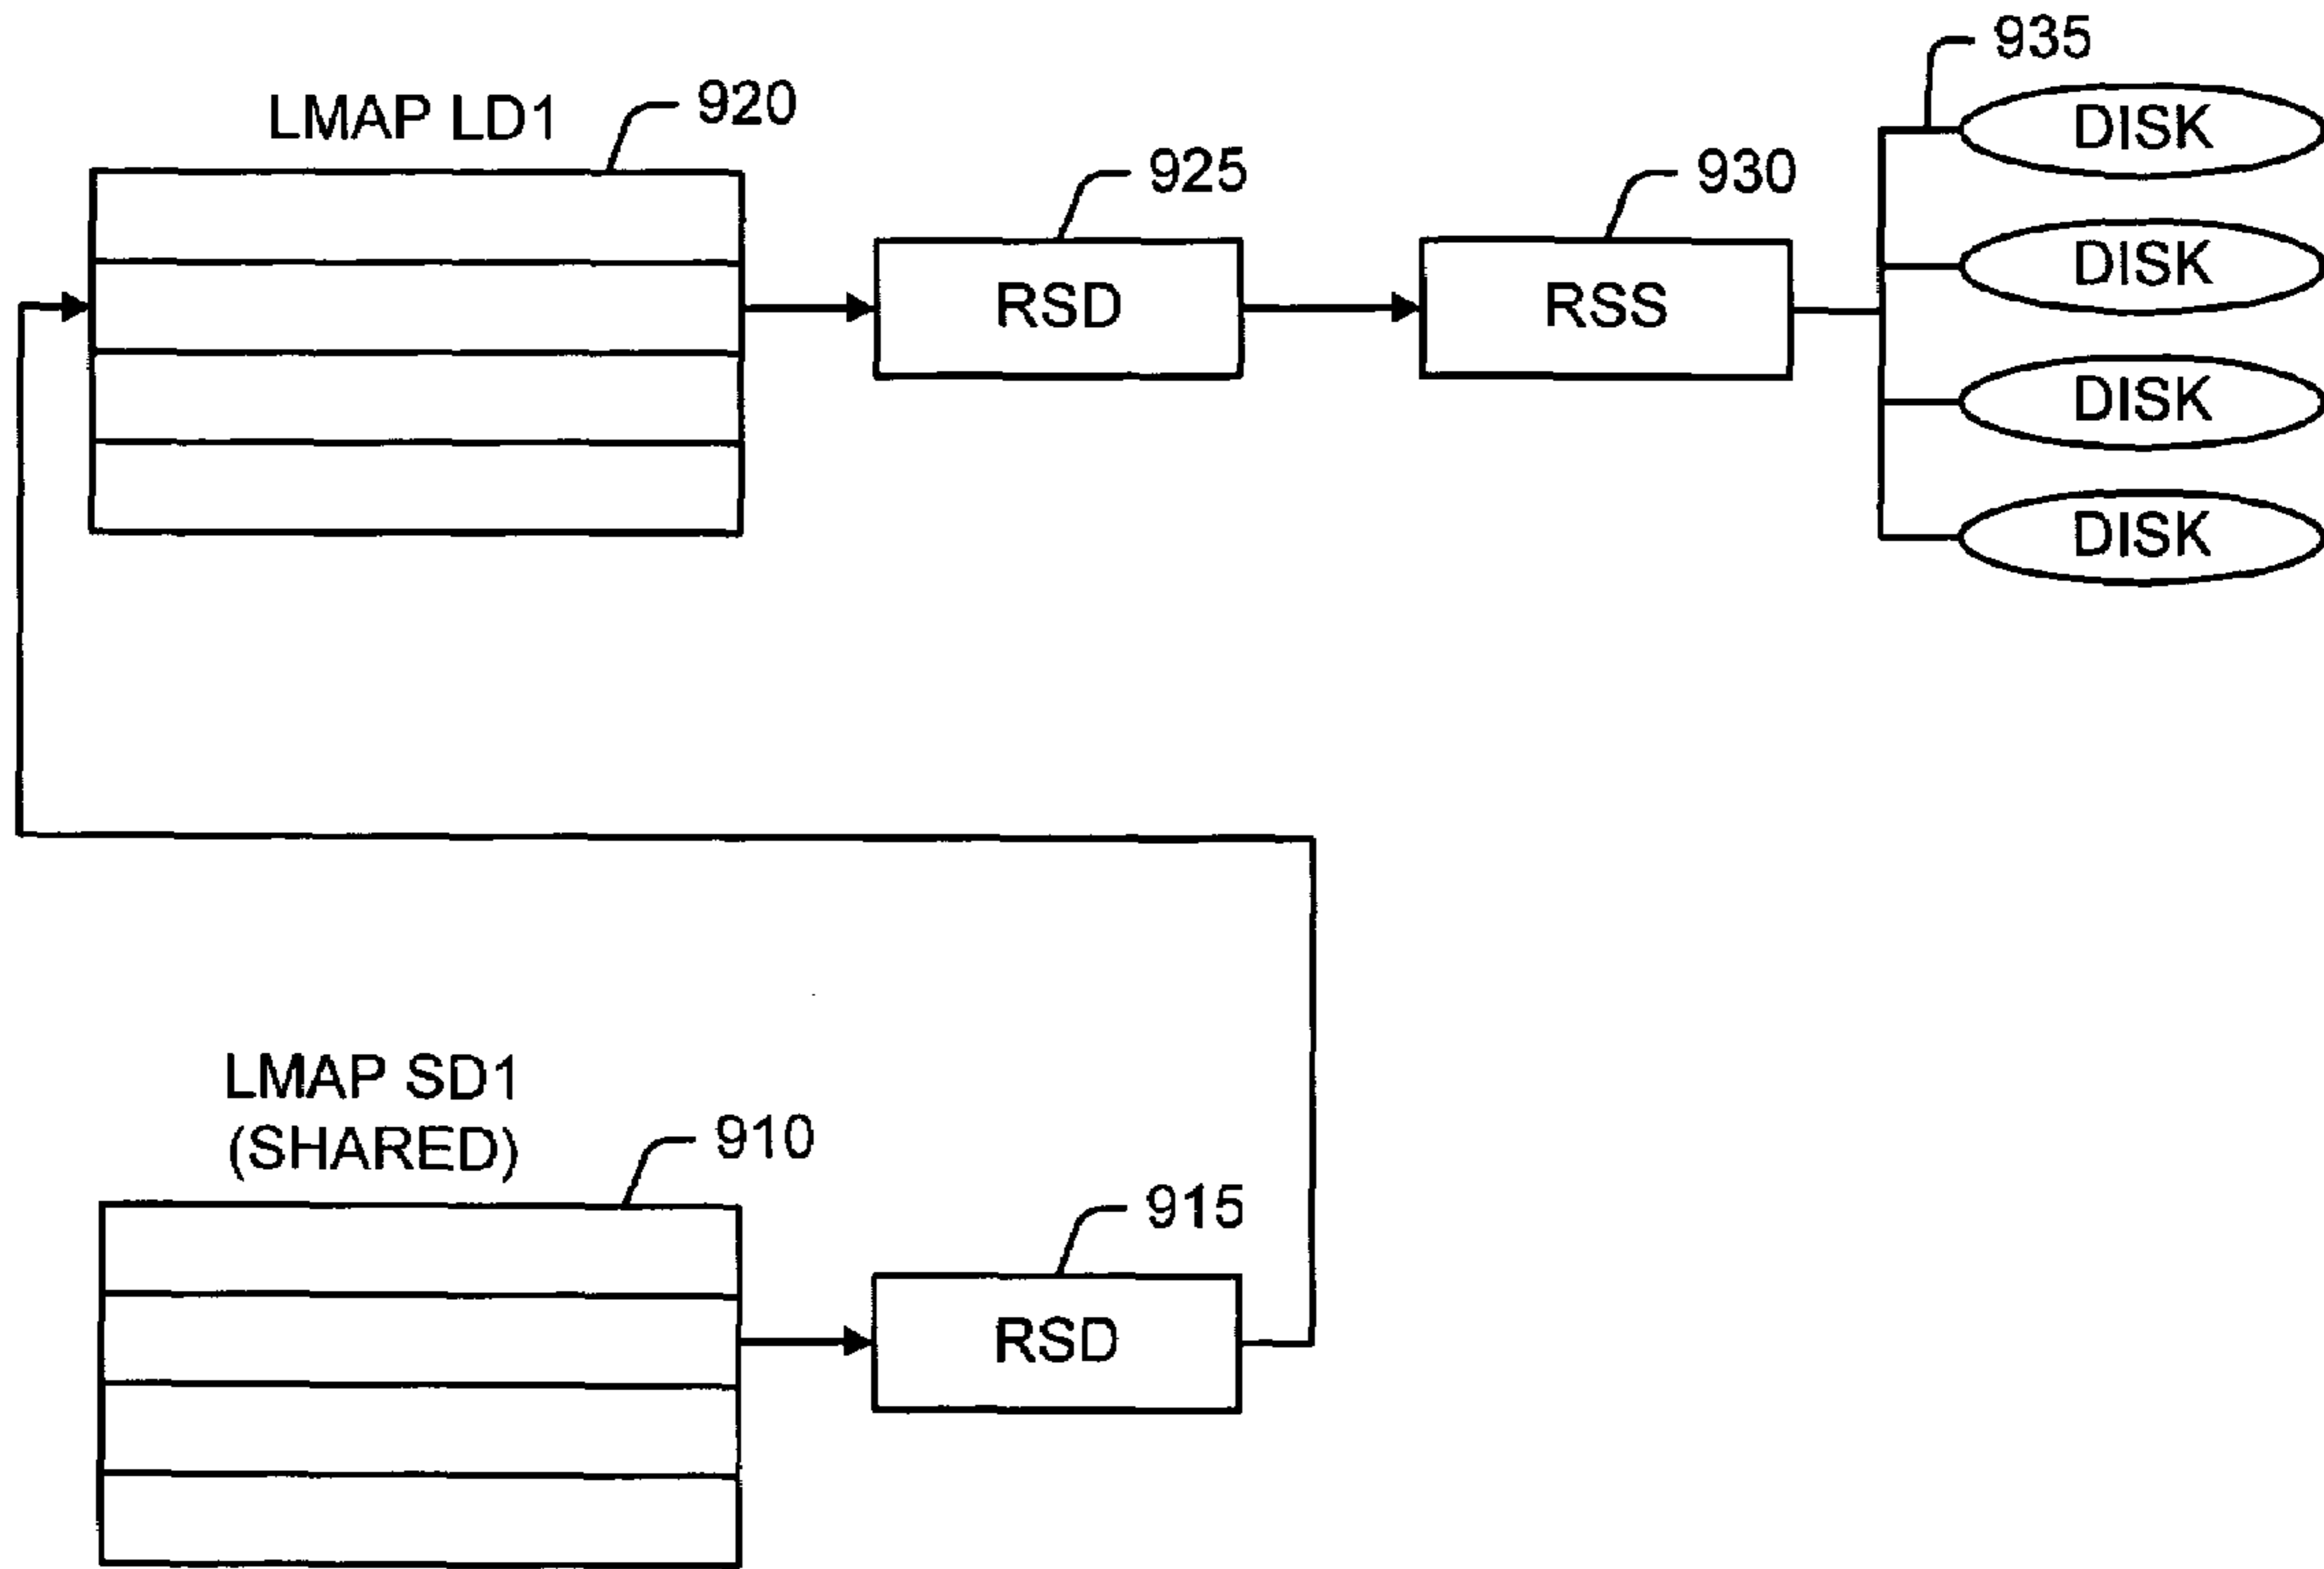 935
LMAP LD1
920
DISK
925
930
DISK
RSD
RSS
DISK
DISK
LMAP SD1
(SHARED)
910
915
RSD